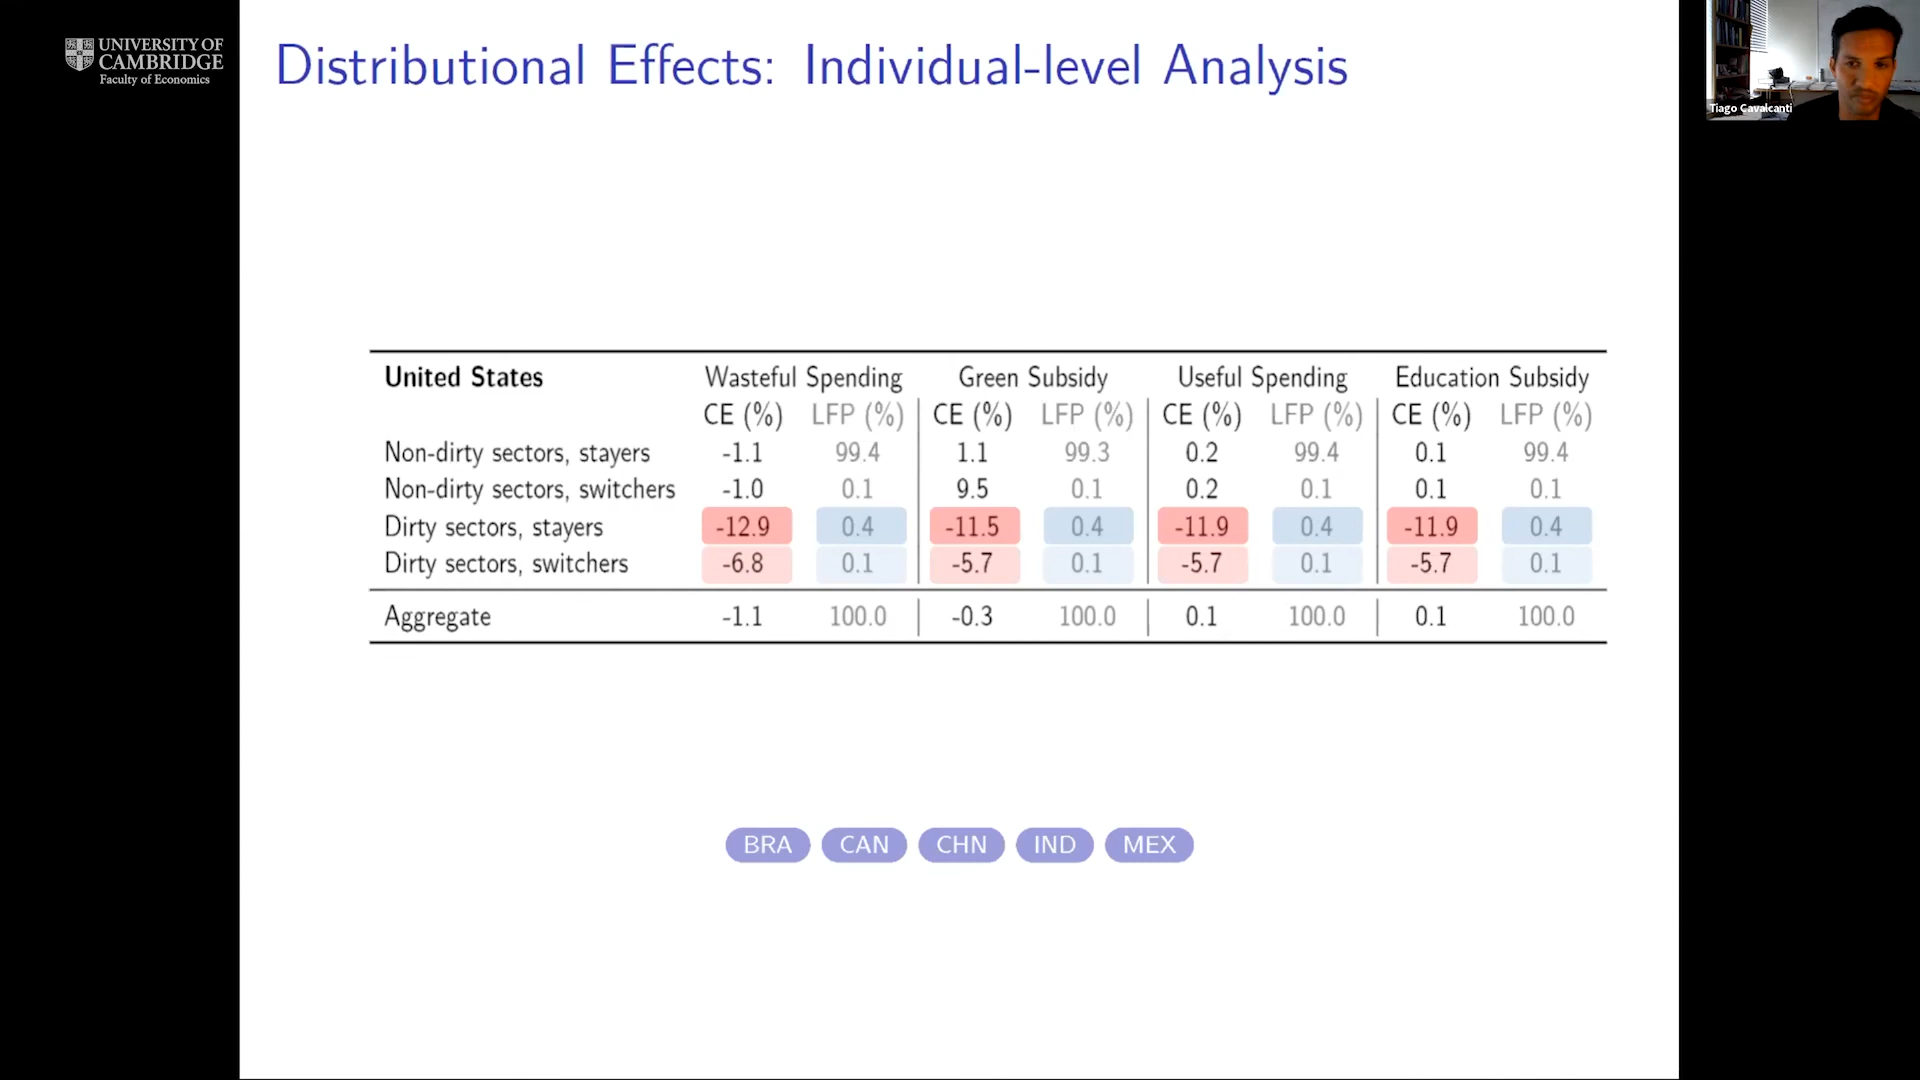 UNIVERSITY OF
CAMBRIDGE
Faculty of Economics
Distributional Effects: Individual-level Analysis
Tiago Cavalcanti
United States Wasteful Spending Green Subsidy Useful Spending Education Subsidy
CE (%) LFP (%) CE (%) LFP (%) CE (%) LFP (%) CE (%) LFP (%)
Non-dirty sectors, stayers -1.1 99.4 1.1 99.3 0.2 99.4 0.1 99.4
Non-dirty sectors, switchers -1.0 0.1 9.5 0.1 0.2 0.1 0.1 0.1
Dirty sectors, stayers -12.9 0.4 -11.5 0.4 -11.9 0.4 -11.9 0.4
Dirty sectors, switchers -6.8 0.1 -5.7 0.1 -5.7 0.1 -5.7 0.1
Aggregate -1.1 100.0 -0.3 100.0 0.1 100.0 0.1 100.0
BRA CAN CHN IND MEX